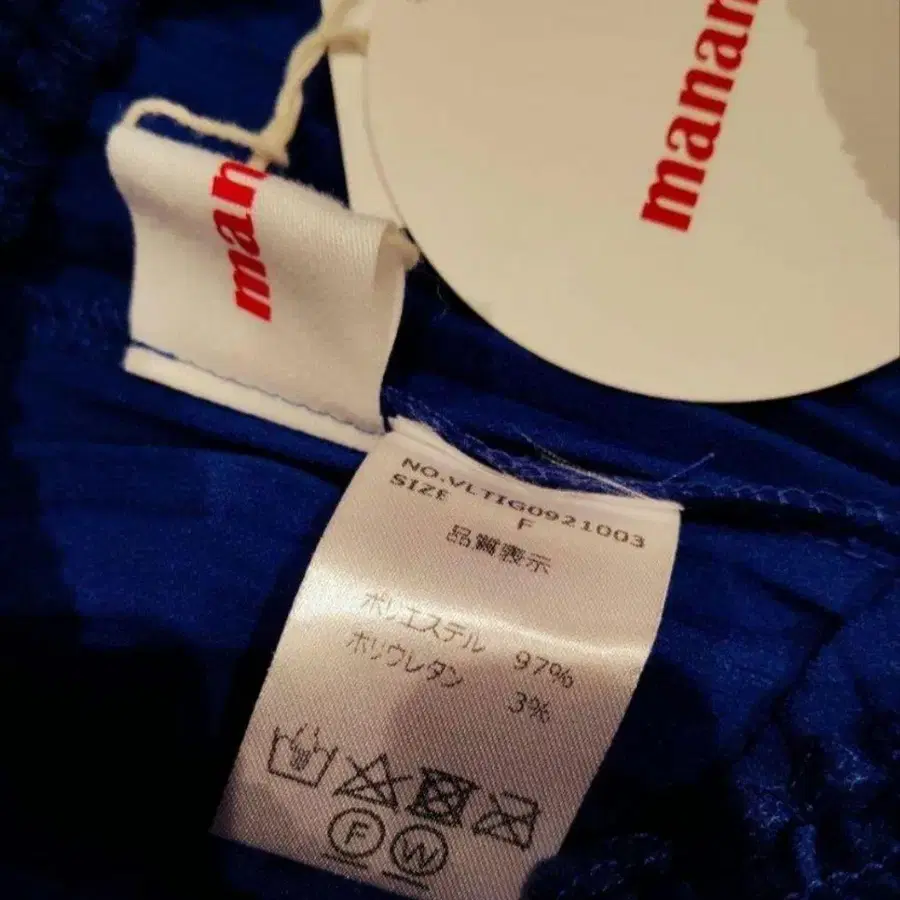 manan
man
NO.VLTIG0921003
SIZE F
品質表示
ポリエステル 97%
ポリウレタン 3%
F W